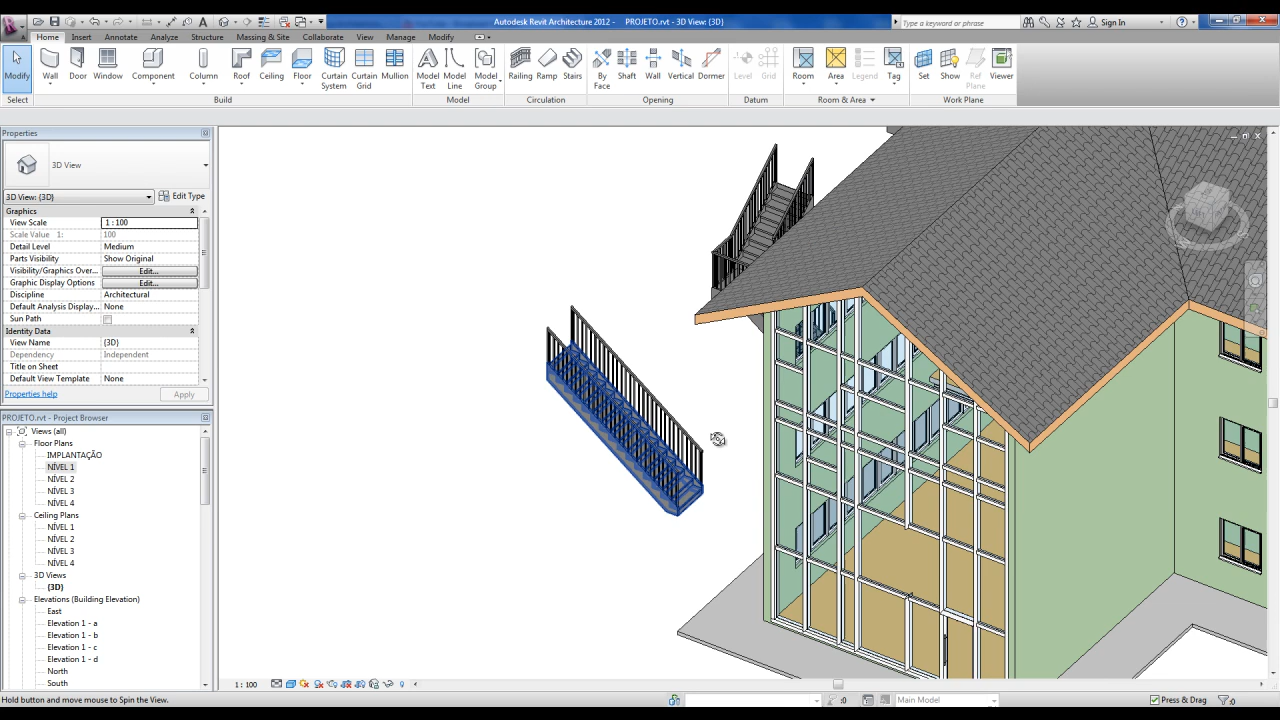 Autodesk Revit Architecture 2012 - PROJETO.rvt - 3D View: {3D}
Type a keyword or phrase
Sign In
Home Insert Annotate Analyze Structure Massing & Site Collaborate View Manage Modify
Modify Wall Door Window Component Column Roof Ceiling Floor Curtain System Curtain Grid Mullion Model Text Model Line Model Group Railing Ramp Stairs By Face Shaft Wall Vertical Dormer Level Grid Room Area Legend Tag Set Show Ref Plane Viewer
Select Build Model Circulation Opening Datum Room & Area Work Plane
Properties
3D View
3D View: {3D} Edit Type
Graphics
View Scale 1 : 100
Scale Value 1: 100
Detail Level Medium
Parts Visibility Show Original
Visibility/Graphics Over... Edit...
Graphic Display Options Edit...
Discipline Architectural
Default Analysis Display... None
Sun Path
Identity Data
View Name {3D}
Dependency Independent
Title on Sheet
Default View Template None
Properties help Apply
PROJETO.rvt - Project Browser
Views (all)
Floor Plans
IMPLANTAÇÃO
NÍVEL 1
NÍVEL 2
NÍVEL 3
NÍVEL 4
Ceiling Plans
NÍVEL 1
NÍVEL 2
NÍVEL 3
NÍVEL 4
3D Views
{3D}
Elevations (Building Elevation)
East
Elevation 1 - a
Elevation 1 - b
Elevation 1 - c
Elevation 1 - d
North
South
1 : 100
Hold button and move mouse to Spin the View.
:0
Main Model
Press & Drag
:0